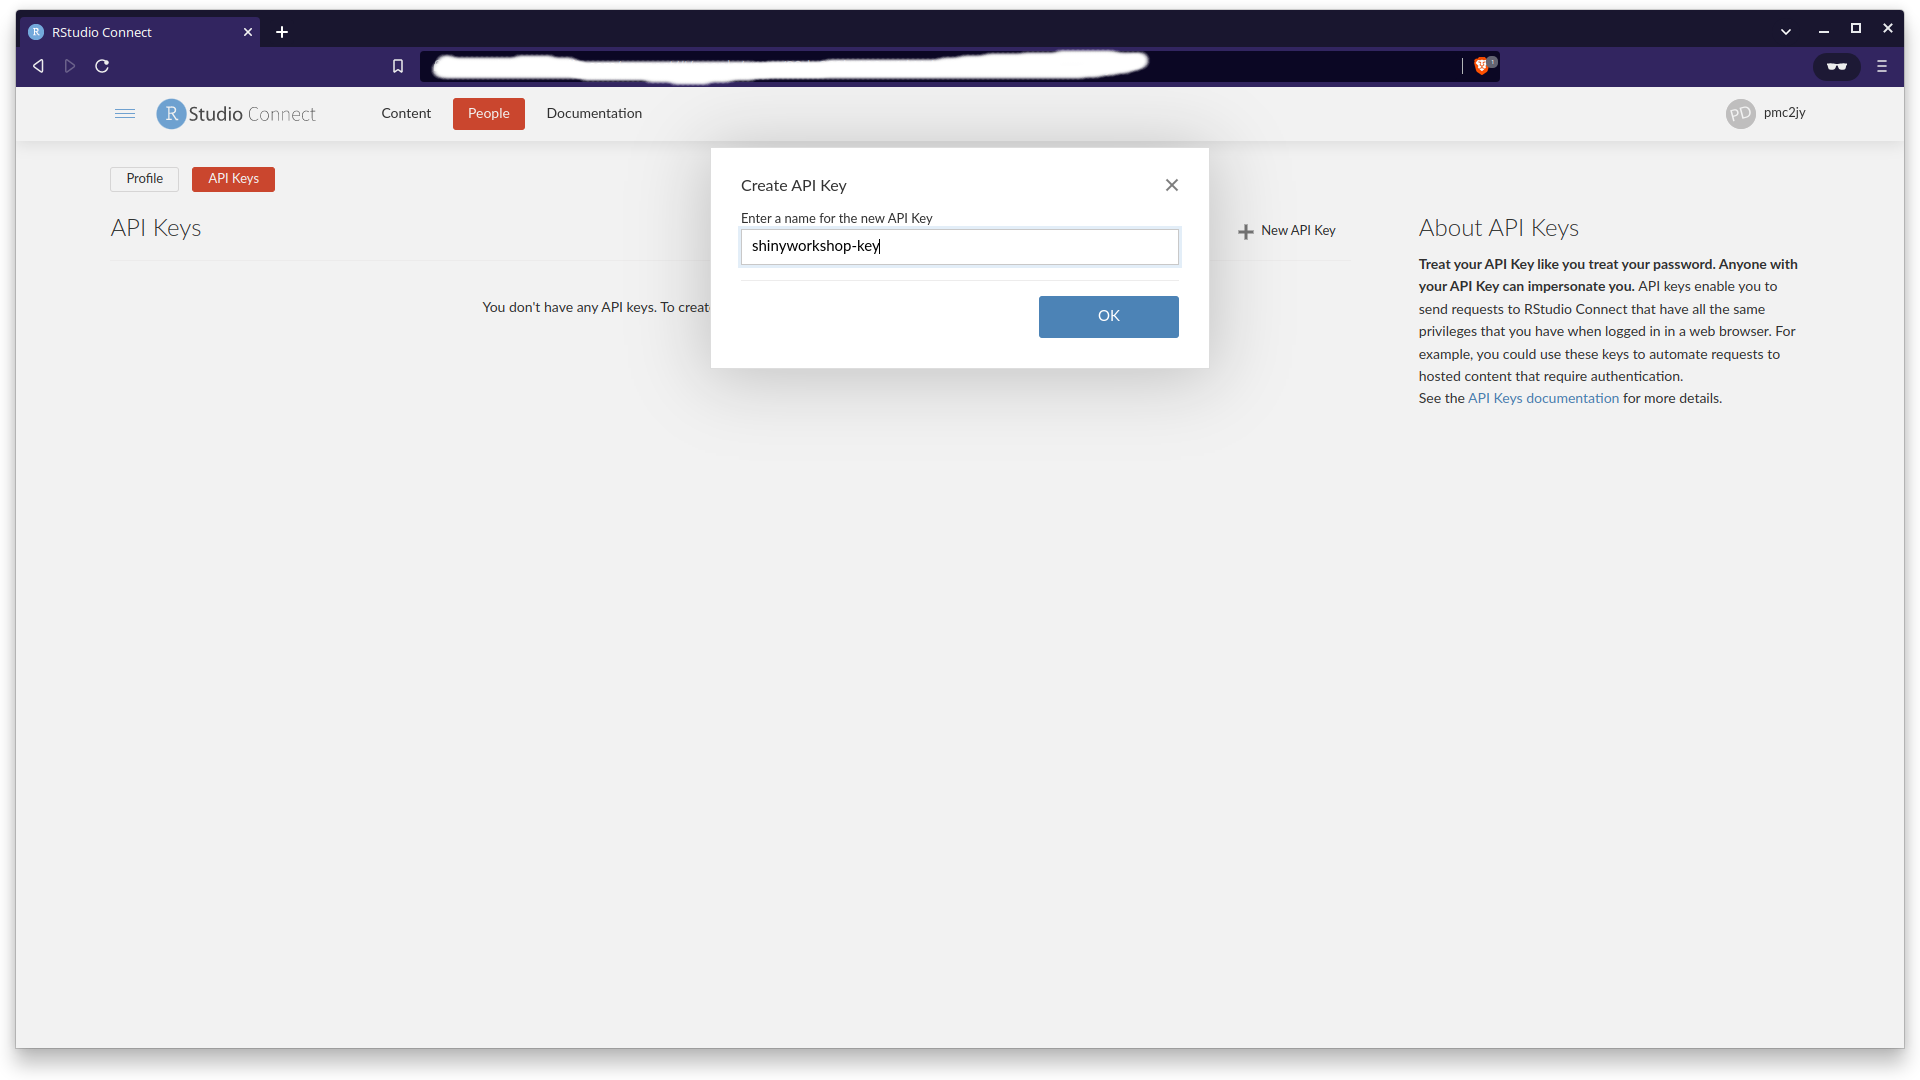 RStudio Connect
1
R Studio Connect
Content
People
Documentation
PD
pmc2jy
Profile
API Keys
API Keys
New API Key
You don't have any API keys. To creat
Create API Key
Enter a name for the new API Key
shinyworkshop-key
OK
About API Keys
Treat your API Key like you treat your password. Anyone with
your API Key can impersonate you. API keys enable you to
send requests to RStudio Connect that have all the same
privileges that you have when logged in in a web browser. For
example, you could use these keys to automate requests to
hosted content that require authentication.
See the API Keys documentation for more details.